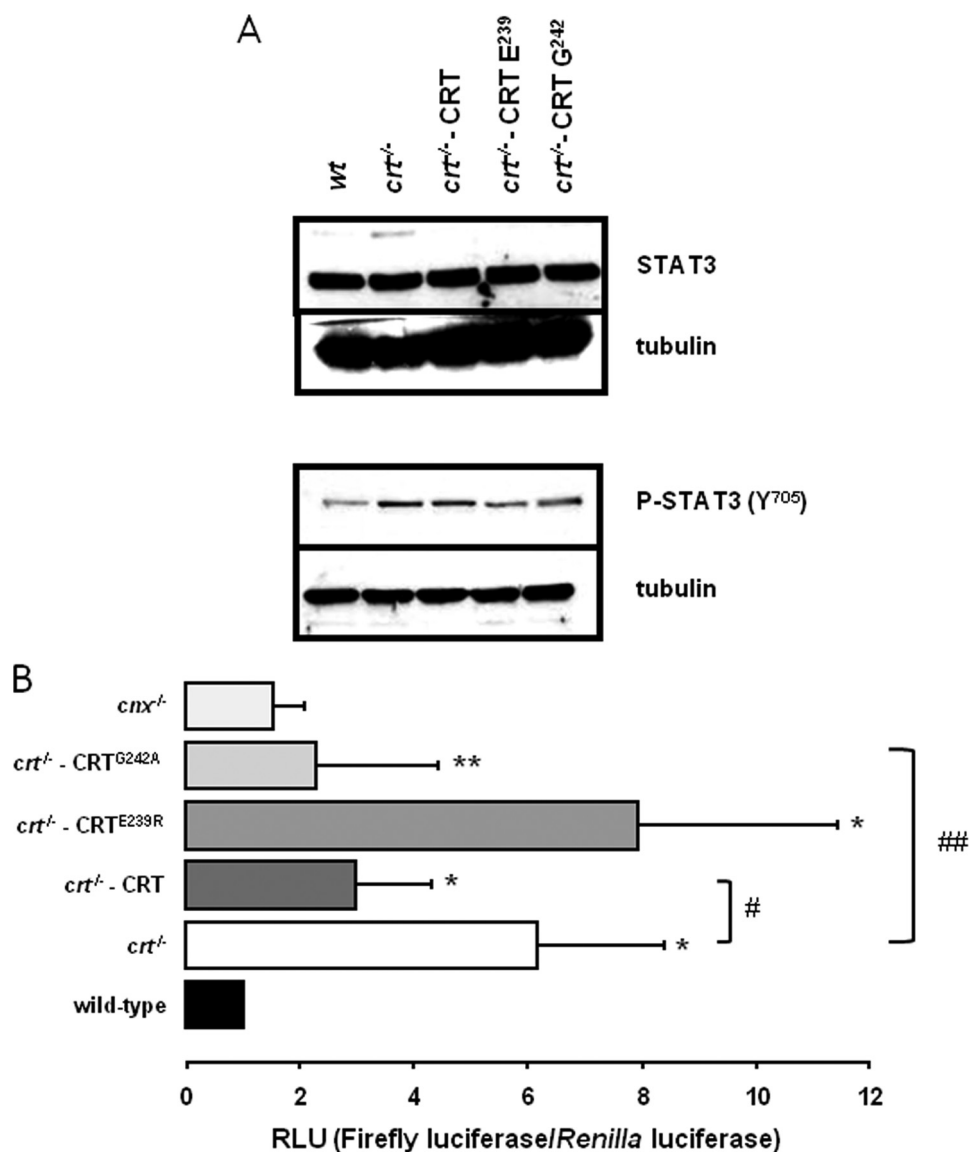 A
wt
crt-/-
crt-/- - CRT
crt-/- - CRT E239
crt-/- - CRT G242
STAT3
tubulin
P-STAT3 (Y705)
tubulin
B
cnx-/-
crt-/- - CRTG242A
**
crt-/- - CRTE239R
*
##
crt-/- - CRT
*
#
crt-/-
*
wild-type
0 2 4 6 8 10 12
RLU (Firefly luciferase/Renilla luciferase)